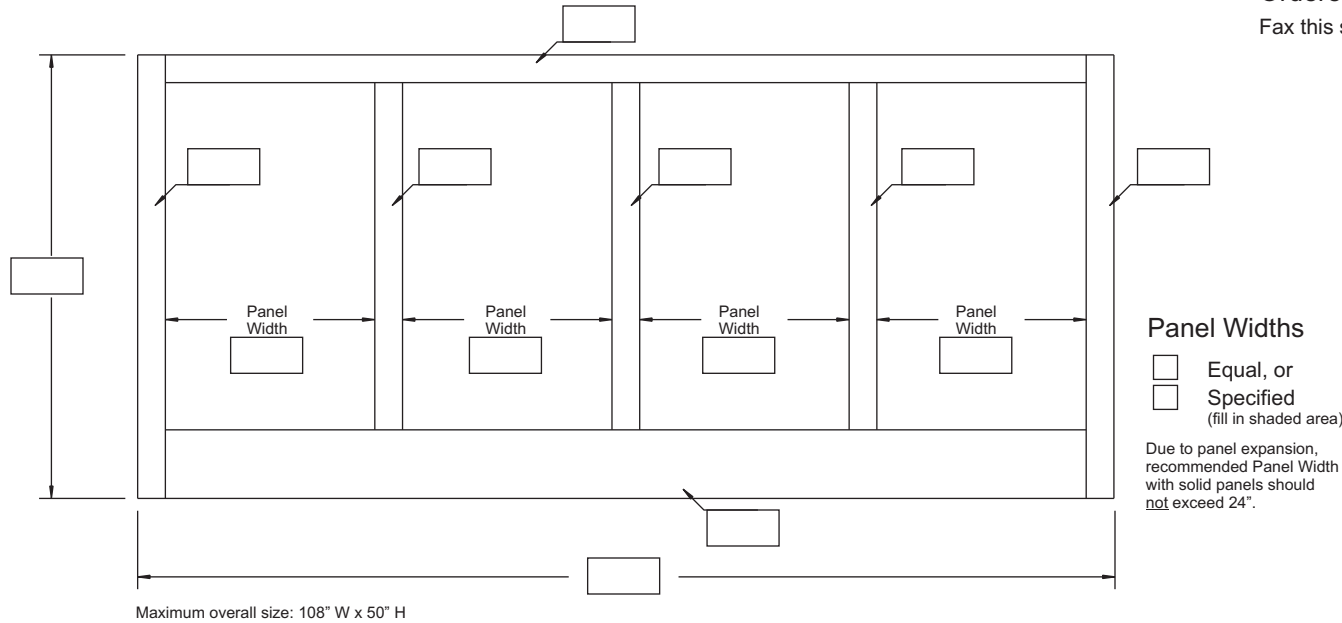 Fax this s
Panel
Width
Panel
Width
Panel
Width
Panel
Width
Panel Widths
Equal, or
Specified
(fill in shaded area)
Due to panel expansion,
recommended Panel Width
with solid panels should
not exceed 24”.
Maximum overall size: 108” W x 50” H